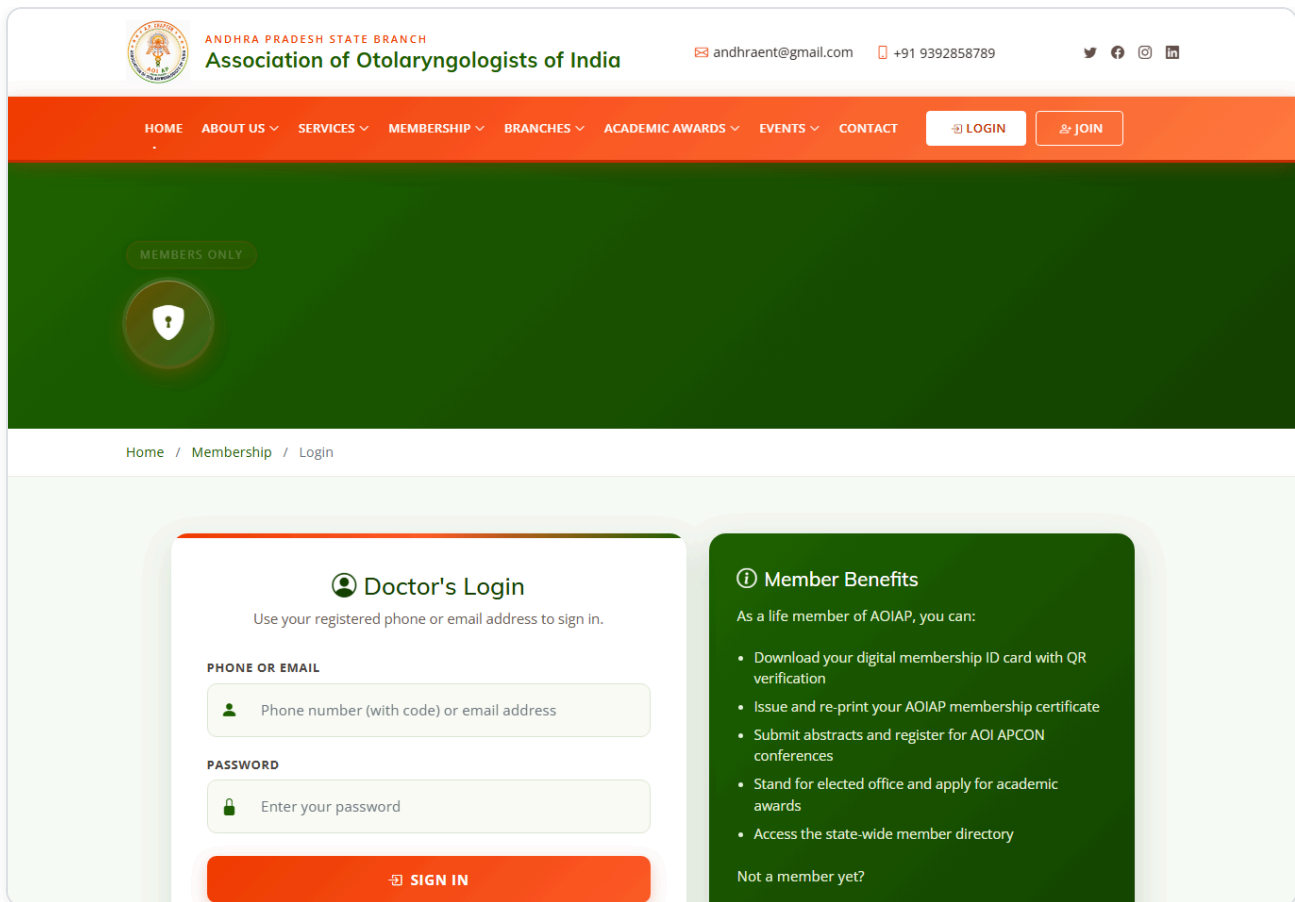 ANDHRA PRADESH STATE BRANCH
Association of Otolaryngologists of India
andhraent@gmail.com
+91 9392858789
HOME ABOUT US SERVICES MEMBERSHIP BRANCHES ACADEMIC AWARDS EVENTS CONTACT LOGIN JOIN
MEMBERS ONLY
Home / Membership / Login
Doctor's Login
Use your registered phone or email address to sign in.
PHONE OR EMAIL
Phone number (with code) or email address
PASSWORD
Enter your password
SIGN IN
Member Benefits
As a life member of AOIAP, you can:
• Download your digital membership ID card with QR
verification
• Issue and re-print your AOIAP membership certificate
• Submit abstracts and register for AOI APCON
conferences
• Stand for elected office and apply for academic
awards
• Access the state-wide member directory
Not a member yet?